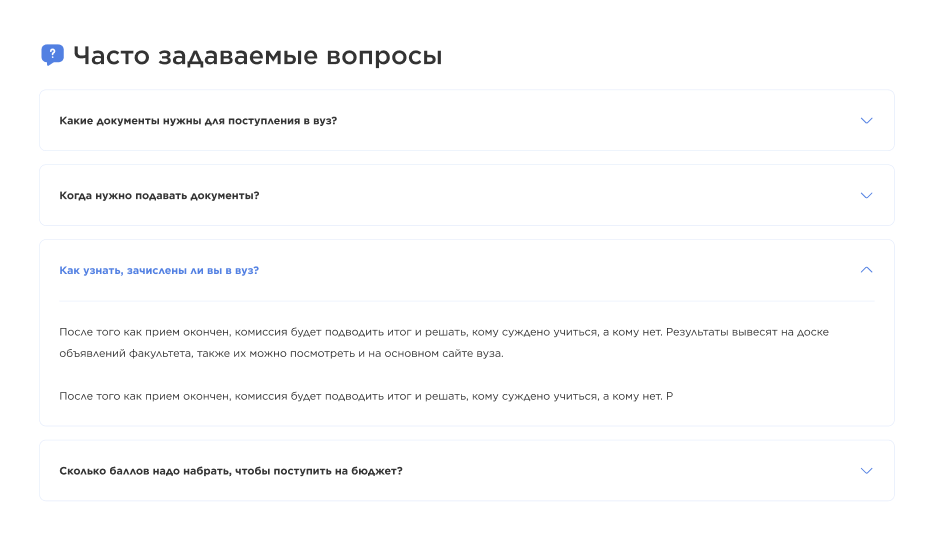 ?
Часто задаваемые вопросы
Какие документы нужны для поступления в вуз?
Когда нужно подавать документы?
Как узнать, зачислены ли вы в вуз?
После того как прием окончен, комиссия будет подводить итог и решать, кому суждено учиться, а кому нет. Результаты вывесят на доске
объявлений факультета, также их можно посмотреть и на основном сайте вуза.
После того как прием окончен, комиссия будет подводить итог и решать, кому суждено учиться, а кому нет. Р
Сколько баллов надо набрать, чтобы поступить на бюджет?